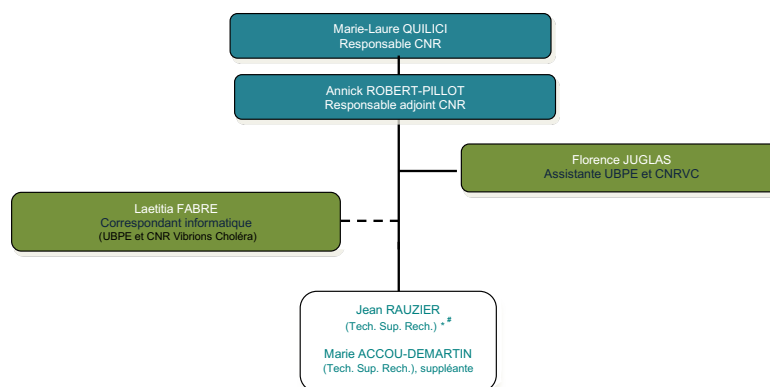 Marie-Laure QUILICI
Responsable CNR
Annick ROBERT-PILLOT
Responsable adjoint CNR
Florence JUGLAS
Assistante UBPE et CNRVC
Laetitia FABRE
Correspondant informatique
(UBPE et CNR Vibrions Choléra)
Jean RAUZIER
(Tech. Sup. Rech.) * #
Marie ACCOU-DEMARTIN
(Tech. Sup. Rech.), suppléante